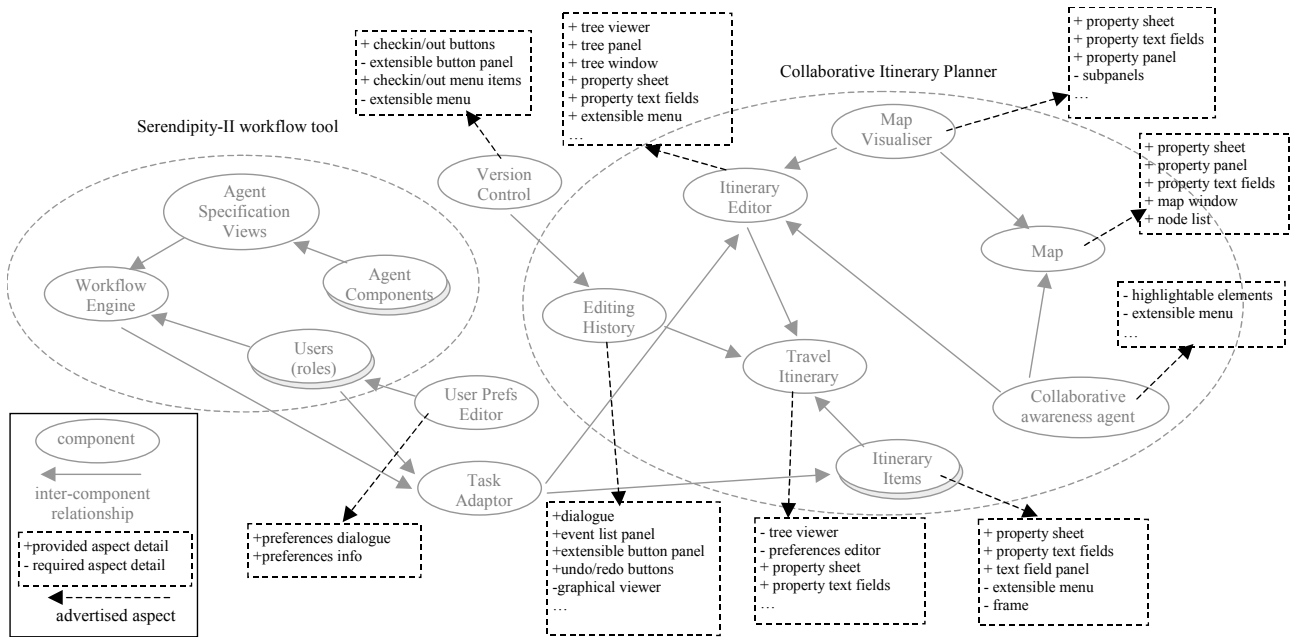 + checkin/out buttons
- extensible button panel
+ checkin/out menu items
- extensible menu
+ tree viewer
+ tree panel
+ tree window
+ property sheet
+ property text fields
+ extensible menu
…
+ property sheet
+ property text fields
+ property panel
- subpanels
…
Collaborative Itinerary Planner
Serendipity-II workflow tool
Map
Visualiser
Version
Control
Itinerary
Editor
+ property sheet
+ property panel
+ property text fields
+ map window
+ node list
Agent
Specification
Views
Map
Agent
Components
Workflow
Engine
Editing
History
- highlightable elements
- extensible menu
…
Users
(roles)
Travel
Itinerary
User Prefs
Editor
Collaborative
awareness agent
component
inter-component
relationship
+provided aspect detail
- required aspect detail
advertised aspect
Task
Adaptor
Itinerary
Items
+preferences dialogue
+preferences info
+dialogue
+event list panel
+extensible button panel
+undo/redo buttons
-graphical viewer
…
- tree viewer
- preferences editor
+ property sheet
+ property text fields
…
+ property sheet
+ property text fields
+ text field panel
- extensible menu
- frame